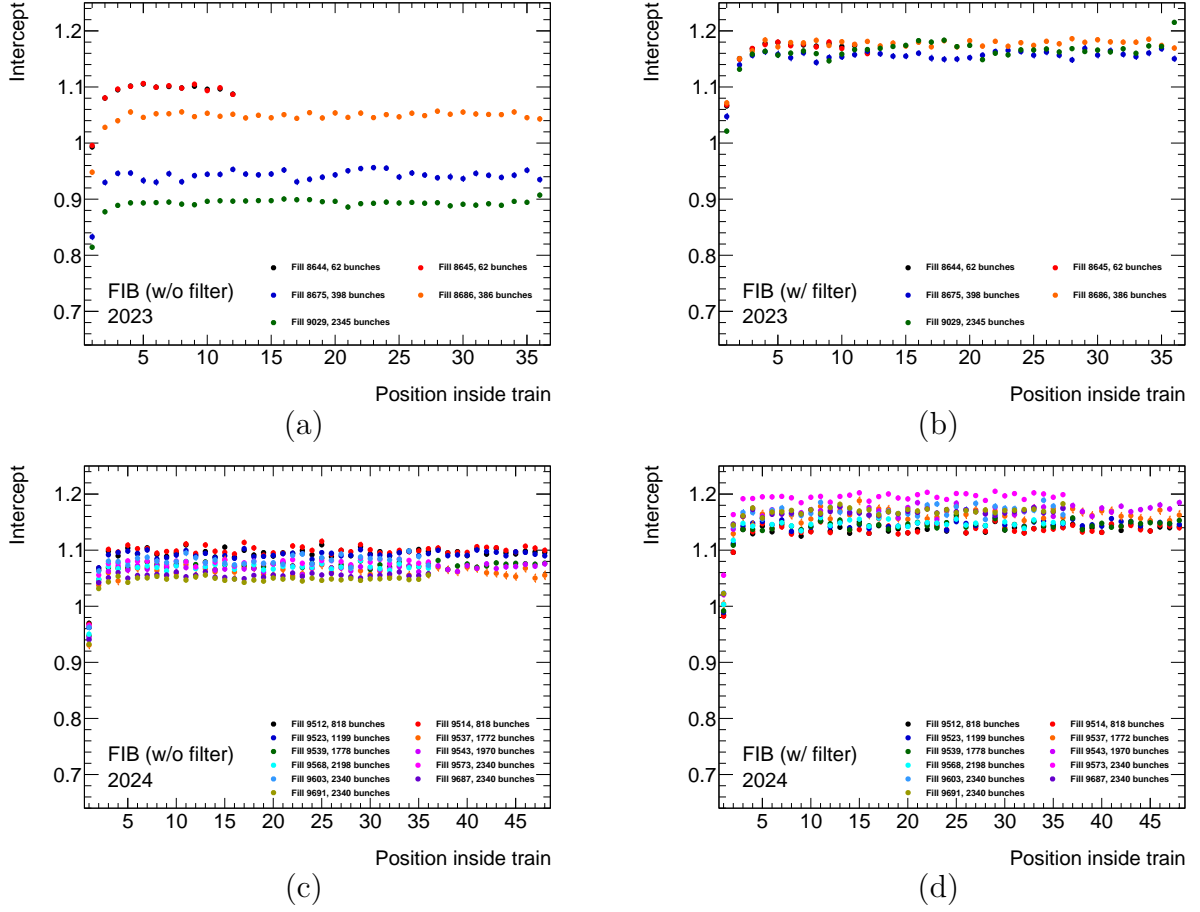 Intercept
1.2
1.1
1
0.9
0.8
0.7
Fill 8644, 62 bunches
Fill 8645, 62 bunches
Fill 8675, 398 bunches
Fill 8686, 386 bunches
Fill 9029, 2345 bunches
FIB (w/o filter)
2023
5 10 15 20 25 30 35
Position inside train
(a)
Intercept
1.2
1.1
1
0.9
0.8
0.7
Fill 8644, 62 bunches
Fill 8645, 62 bunches
Fill 8675, 398 bunches
Fill 8686, 386 bunches
Fill 9029, 2345 bunches
FIB (w/ filter)
2023
5 10 15 20 25 30 35
Position inside train
(b)
Intercept
1.2
1.1
1
0.9
0.8
0.7
Fill 9512, 818 bunches
Fill 9514, 818 bunches
Fill 9523, 1199 bunches
Fill 9537, 1772 bunches
Fill 9539, 1778 bunches
Fill 9543, 1970 bunches
Fill 9568, 2198 bunches
Fill 9573, 2340 bunches
Fill 9603, 2340 bunches
Fill 9687, 2340 bunches
Fill 9691, 2340 bunches
FIB (w/o filter)
2024
5 10 15 20 25 30 35 40 45
Position inside train
(c)
Intercept
1.2
1.1
1
0.9
0.8
0.7
Fill 9512, 818 bunches
Fill 9514, 818 bunches
Fill 9523, 1199 bunches
Fill 9537, 1772 bunches
Fill 9539, 1778 bunches
Fill 9543, 1970 bunches
Fill 9568, 2198 bunches
Fill 9573, 2340 bunches
Fill 9603, 2340 bunches
Fill 9687, 2340 bunches
Fill 9691, 2340 bunches
FIB (w/ filter)
2024
5 10 15 20 25 30 35 40 45
Position inside train
(d)